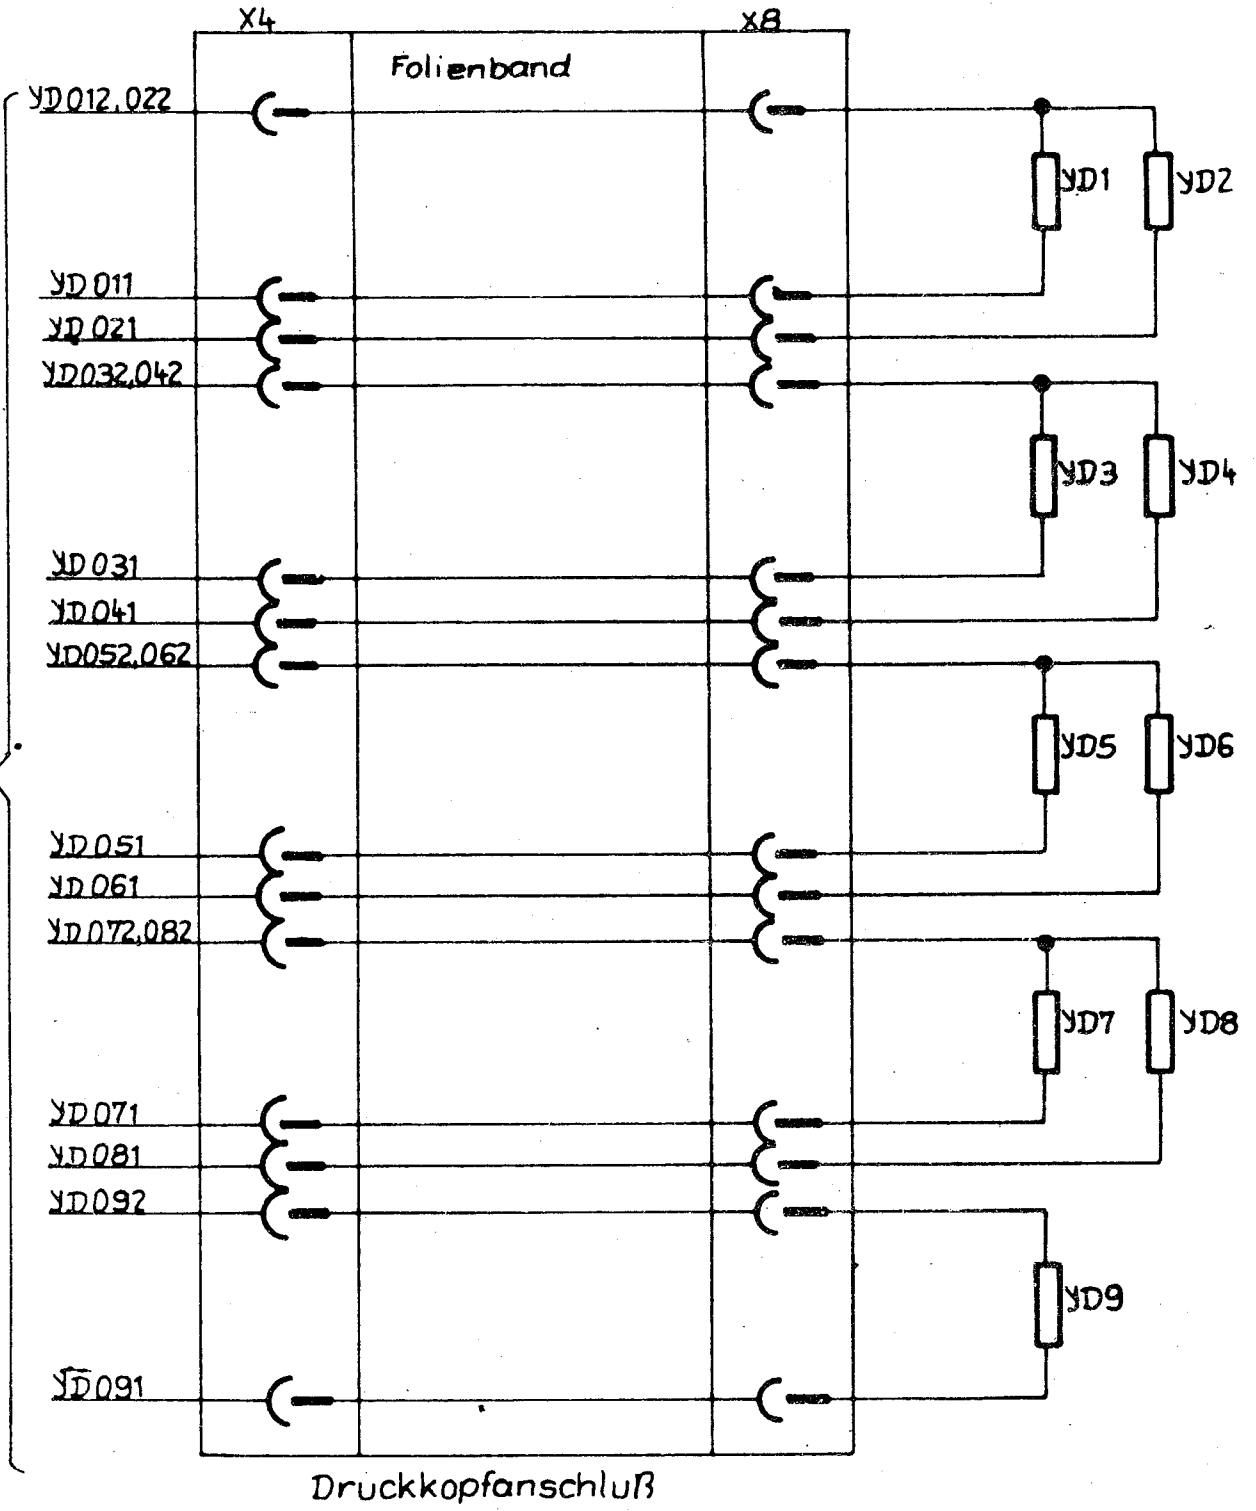 X4 X8
Folienband
YD012,022
YD1 YD2
YD011
YD021
YD032,042
YD3 YD4
YD031
YD041
YD052,062
YD5 YD6
YD051
YD061
YD072,082
YD7 YD8
YD071
YD081
YD092
YD9
Y̅D̅091
Druckkopfanschluß